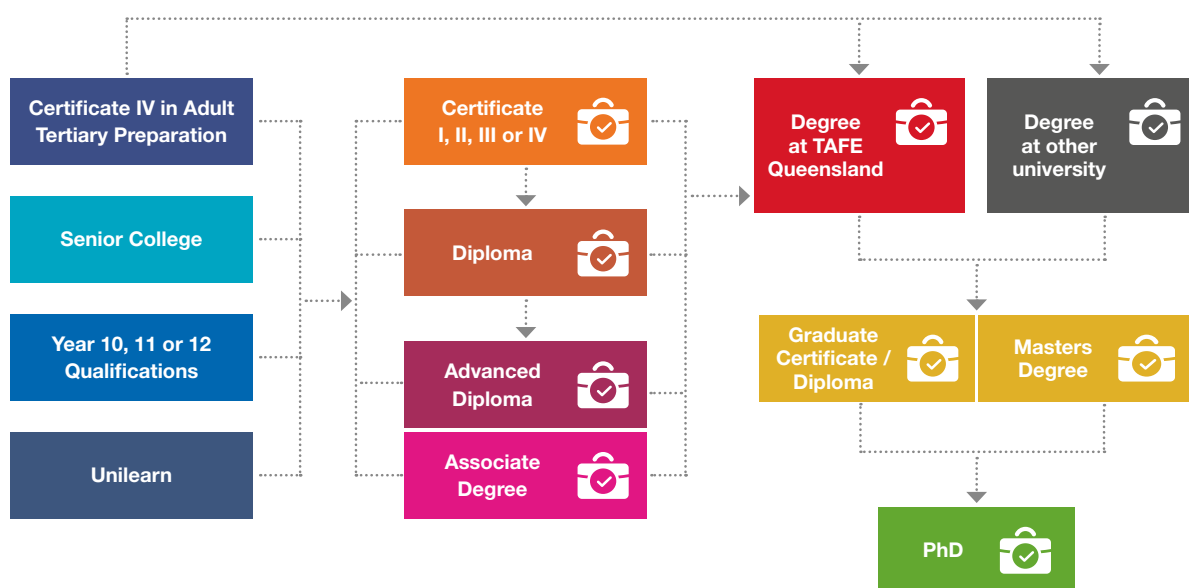 Certificate IV in Adult
Tertiary Preparation
Senior College
Year 10, 11 or 12
Qualifications
Unilearn
Certificate
I, II, III or IV
Diploma
Advanced
Diploma
Associate
Degree
Degree
at TAFE
Queensland
Degree
at other
university
Graduate
Certificate /
Diploma
Masters
Degree
PhD